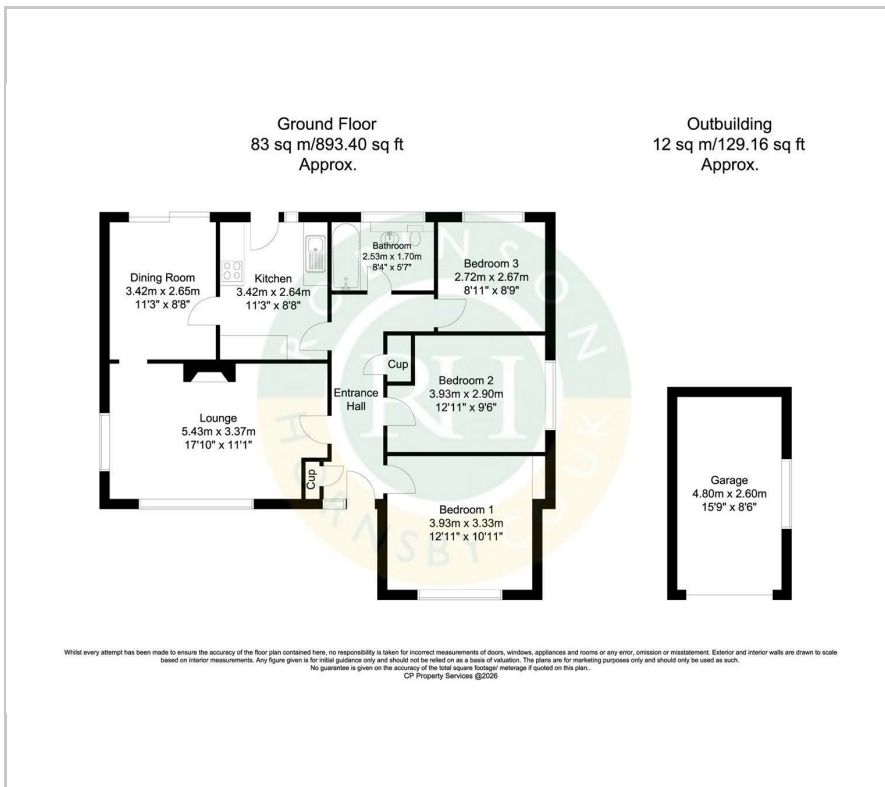 Ground Floor
83 sq m/893.40 sq ft
Approx.
Outbuilding
12 sq m/129.16 sq ft
Approx.
Dining Room
3.42m x 2.65m
11'3" x 8'8"
Kitchen
3.42m x 2.64m
11'3" x 8'8"
Bathroom
2.53m x 1.70m
8'4" x 5'7"
Bedroom 3
2.72m x 2.67m
8'11" x 8'9"
Cup
Bedroom 2
3.93m x 2.90m
12'11" x 9'6"
Entrance
Hall
Lounge
5.43m x 3.37m
17'10" x 11'1"
Cup
Bedroom 1
3.93m x 3.33m
12'11" x 10'11"
Garage
4.80m x 2.60m
15'9" x 8'6"
ROBINSON
RH
HORNSBY.CO.UK
Whilst every attempt has been made to ensure the accuracy of the floor plan contained here, no responsibility is taken for incorrect measurements of doors, windows, appliances and rooms or any error, omission or misstatement. Exterior and interior walls are drawn to scale
based on interior measurements. Any figure given is for initial guidance only and should not be relied on as a basis of valuation. The plans are for marketing purposes only and should only be used as such.
No guarantee is given on the accuracy of the total square footage/ meterage if quoted on this plan..
CP Property Services @2026